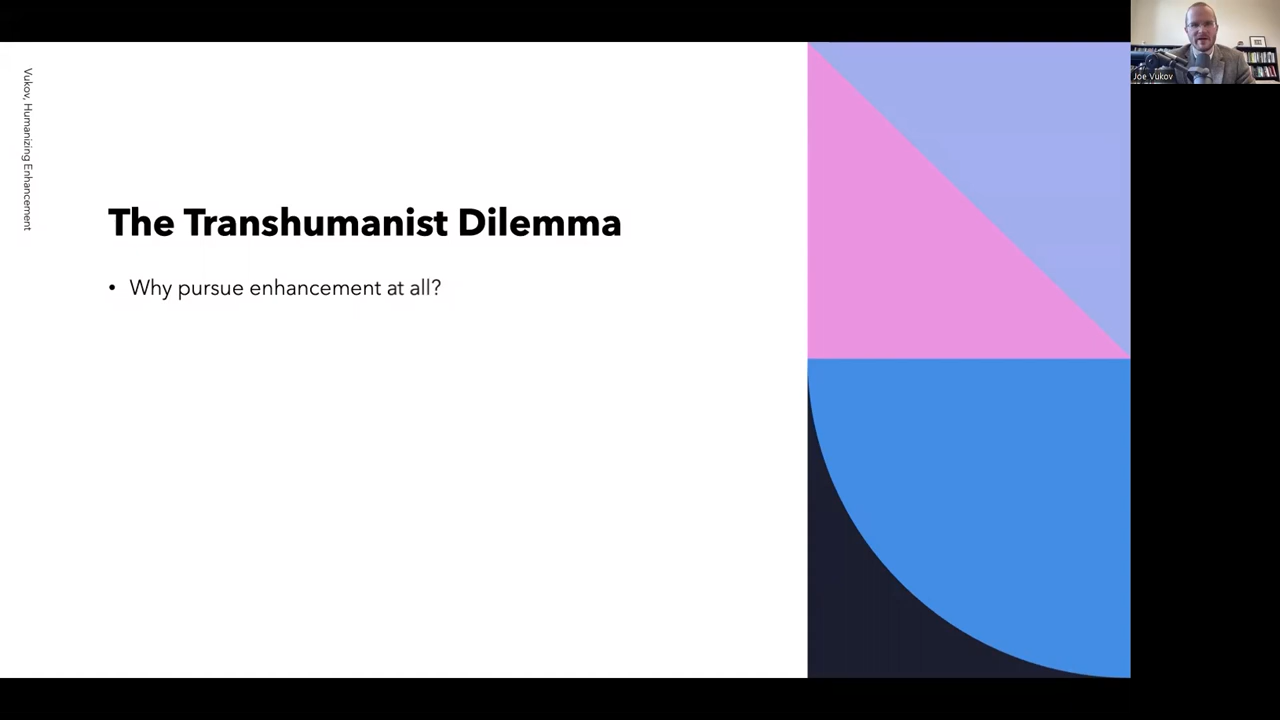 Vukov, Humanizing Enhancement
The Transhumanist Dilemma
• Why pursue enhancement at all?
Joe Vukov